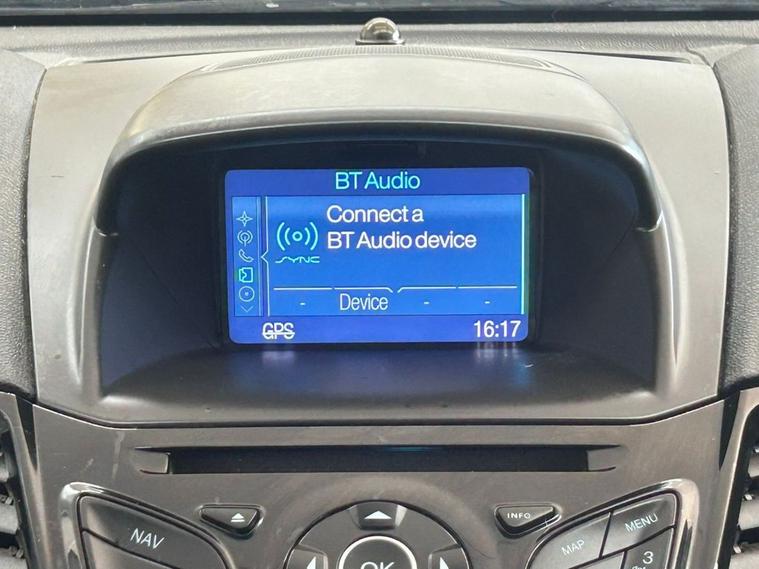 BT Audio
Connect a
BT Audio device
SYNC
- Device - -
GPS 16:17
INFO
NAV
MAP MENU
OK 3